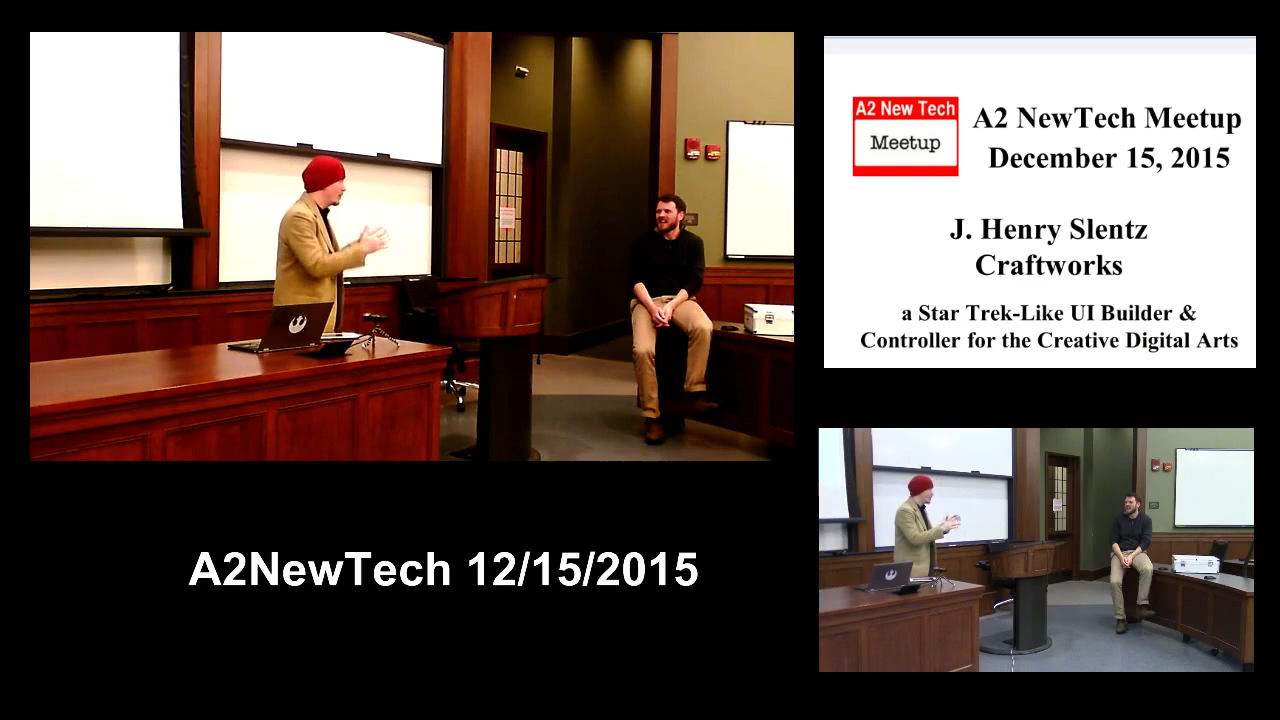 A2 New Tech
Meetup
A2 NewTech Meetup
December 15, 2015
J. Henry Slentz
Craftworks
a Star Trek-Like UI Builder &
Controller for the Creative Digital Arts
A2NewTech 12/15/2015